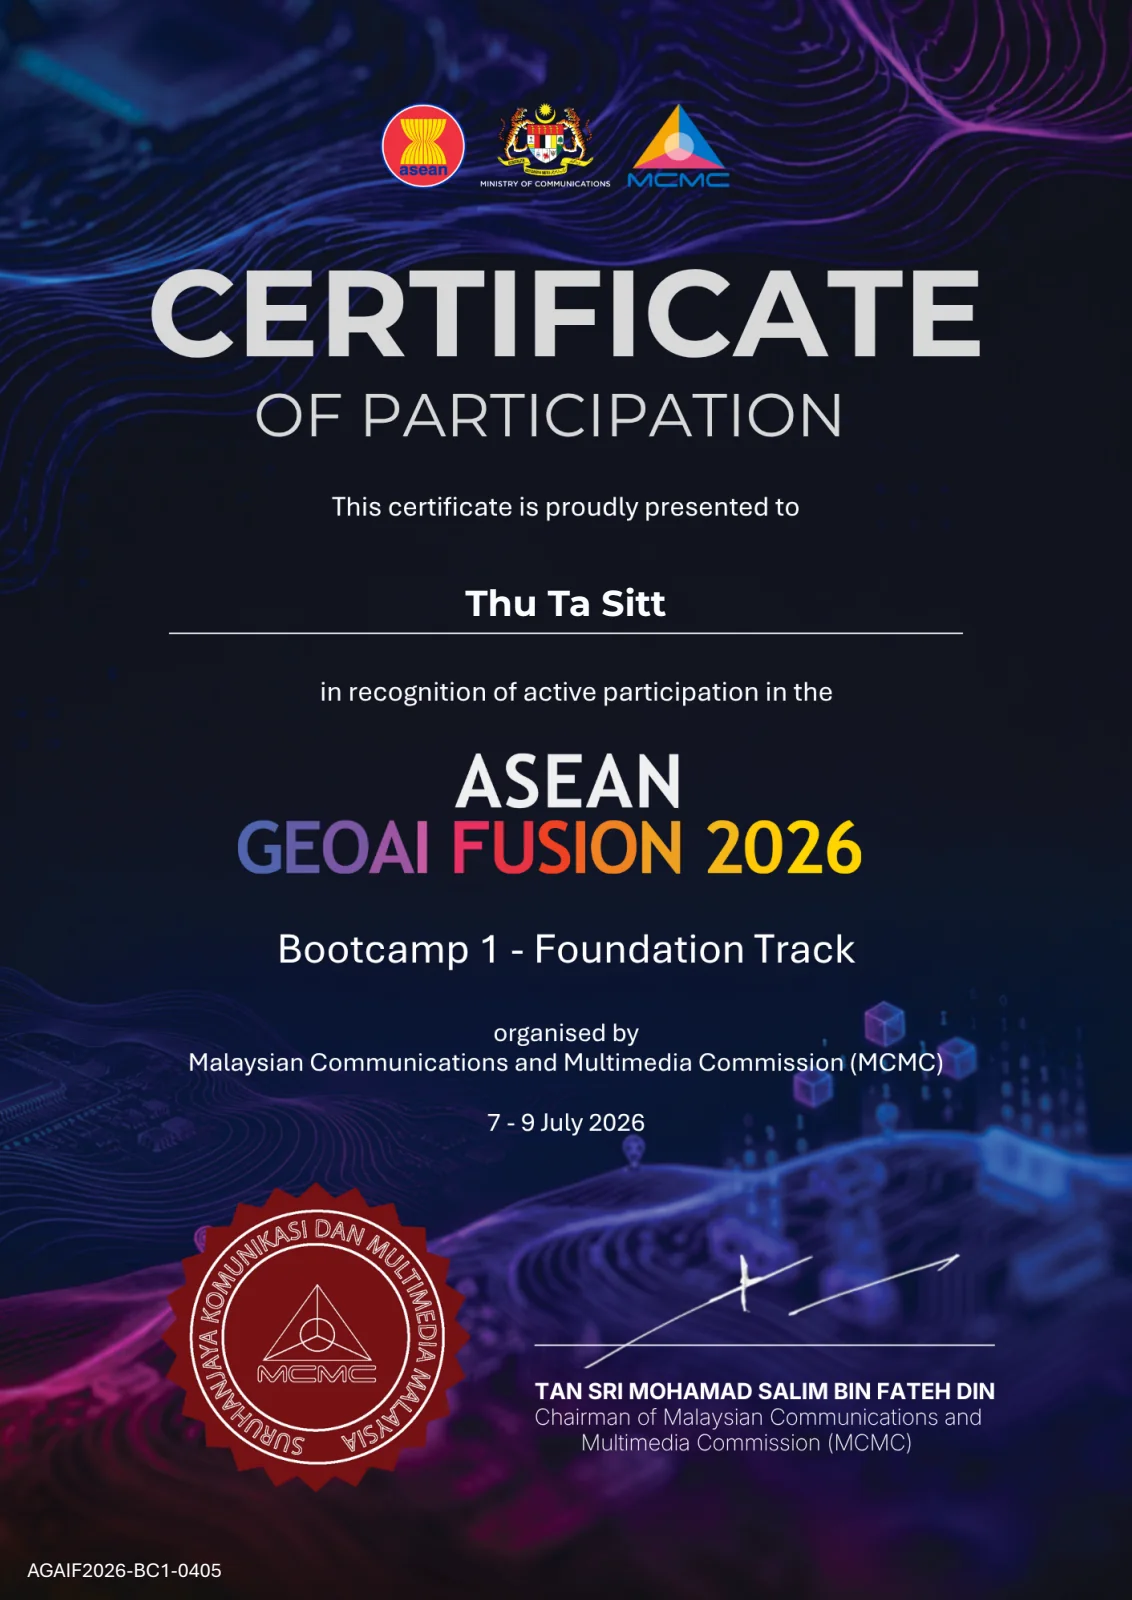 asean
MINISTRY OF COMMUNICATIONS
MCMC
CERTIFICATE
OF PARTICIPATION
This certificate is proudly presented to
Thu Ta Sitt
in recognition of active participation in the
ASEAN
GEOAI FUSION 2026
Bootcamp 1 - Foundation Track
organised by
Malaysian Communications and Multimedia Commission (MCMC)
7 - 9 July 2026
SURUHANJAYA KOMUNIKASI DAN MULTIMEDIA MALAYSIA
MCMC
TAN SRI MOHAMAD SALIM BIN FATEH DIN
Chairman of Malaysian Communications and
Multimedia Commission (MCMC)
AGAIF2026-BC1-0405